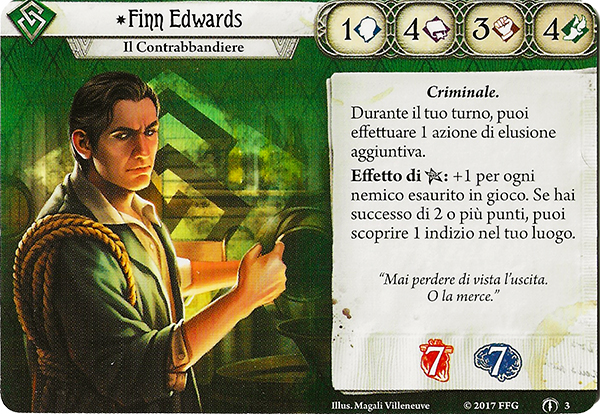 Finn Edwards
Il Contrabbandiere
1 4 3 4
Criminale.
Durante il tuo turno, puoi
effettuare 1 azione di elusione
aggiuntiva.
Effetto di : +1 per ogni
nemico esaurito in gioco. Se hai
successo di 2 o più punti, puoi
scoprire 1 indizio nel tuo luogo.
“Mai perdere di vista l’uscita.
O la merce.”
7 7
Illus. Magali Villeneuve © 2017 FFG 3